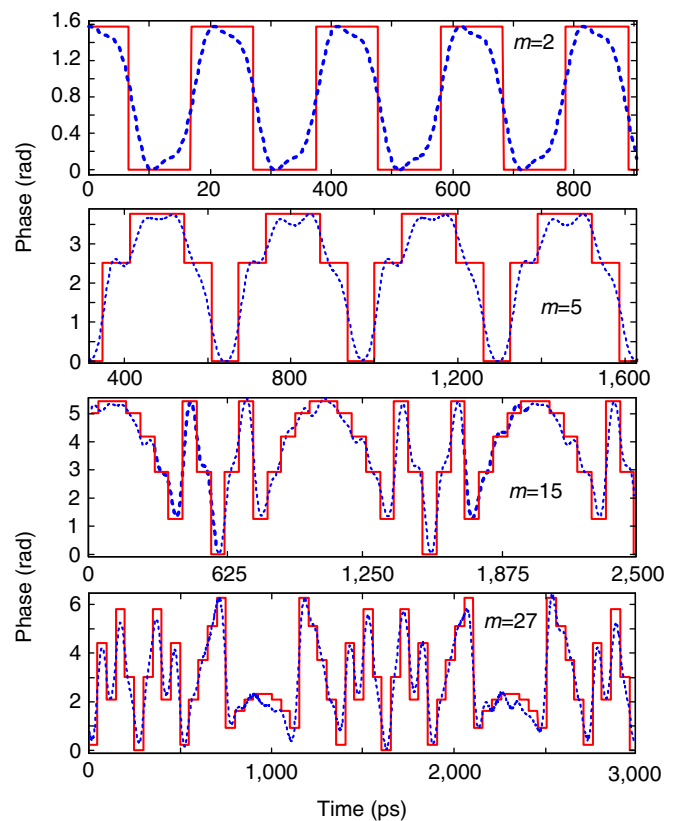 1.6
1.2
0.8
0.4
0
m=2
0 20 400 600 800
Phase (rad)
3
2
1
0
m=5
400 800 1,200 1,600
5
4
3
2
1
0
m=15
0 625 1,250 1,875 2,500
Phase (rad)
6
4
2
0
m=27
0 1,000 2,000 3,000
Time (ps)